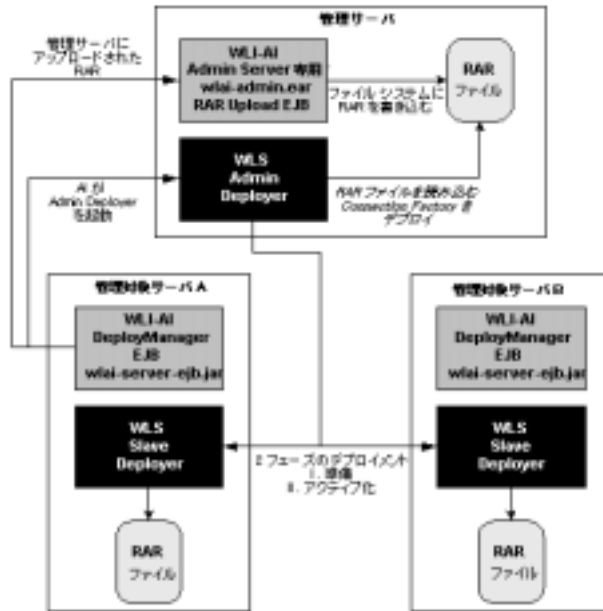 管理サーバ
管理サーバに
アップロードされた
RAR
WLI-AI
Admin Server 専用
wlai-admin.ear
RAR Upload EJB
ファイル システムに
RAR を書き込む
RAR
ファイル
AI が
Admin Deployer
を起動
WLS
Admin
Deployer
RAR ファイルを読み込む
Connection Factory を
デプロイ
管理対象サーバ A
WLI-AI
DeployManager
EJB
wlai-server-ejb.jar
WLS
Slave
Deployer
RAR
ファイル
2 フェーズのデプロイメント
I. 準備
II. アクティブ化
管理対象サーバ B
WLI-AI
DeployManager
EJB
wlai-server-ejb.jar
WLS
Slave
Deployer
RAR
ファイル